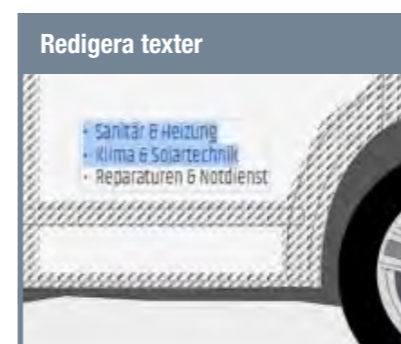 Redigera texter
• Sanitär & Heizung
• Klima & Solartechnik
• Reparaturen & Notdienst